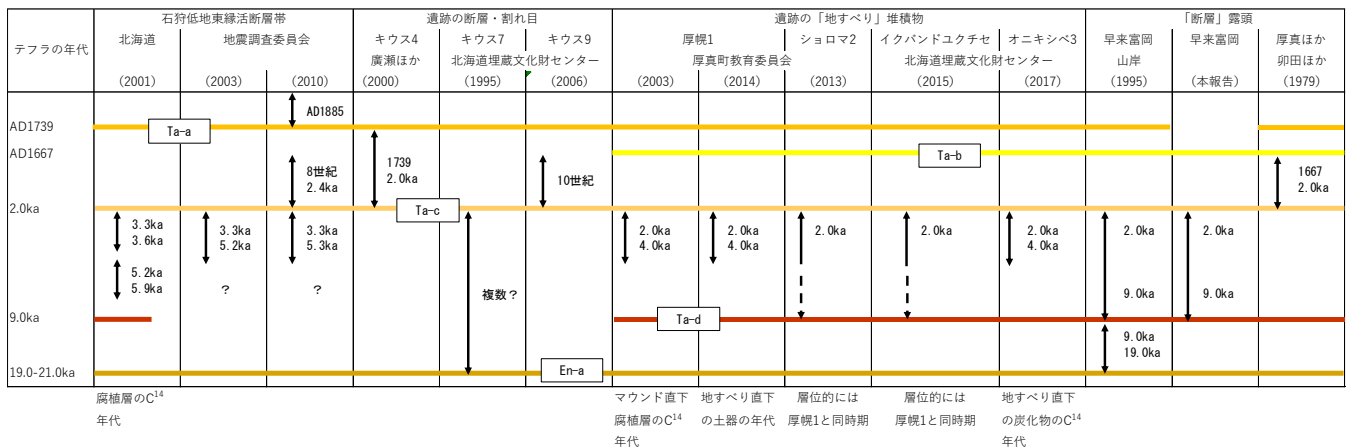 石狩低地東縁活断層帯
遺跡の断層・割れ目
遺跡の「地すべり」堆積物
「断層」露頭
テフラの年代
北海道
地震調査委員会
キウス4
キウス7
キウス9
厚幌1
ショロマ2
イクバンドユクチセ
オニキシベ3
早来富岡
早来富岡
厚真ほか
廣瀬ほか
北海道埋蔵文化財センター
厚真町教育委員会
北海道埋蔵文化財センター
山岸
卯田ほか
(2001)
(2003)
(2010)
(2000)
(1995)
(2006)
(2003)
(2014)
(2013)
(2015)
(2017)
(1995)
(本報告)
(1979)
AD1885
AD1739
Ta-a
AD1667
Ta-b
8世紀
2.4ka
1739
2.0ka
10世紀
1667
2.0ka
2.0ka
Ta-c
3.3ka
3.6ka
3.3ka
5.2ka
3.3ka
5.3ka
2.0ka
4.0ka
2.0ka
4.0ka
2.0ka
2.0ka
2.0ka
4.0ka
2.0ka
2.0ka
5.2ka
5.9ka
?
?
複数？
9.0ka
9.0ka
9.0ka
Ta-d
9.0ka
19.0ka
19.0-21.0ka
En-a
腐植層のC14
年代
マウンド直下
腐植層のC14
年代
地すべり直下
の土器の年代
層位的には
厚幌1と同時期
層位的には
厚幌1と同時期
地すべり直下
の炭化物のC14
年代